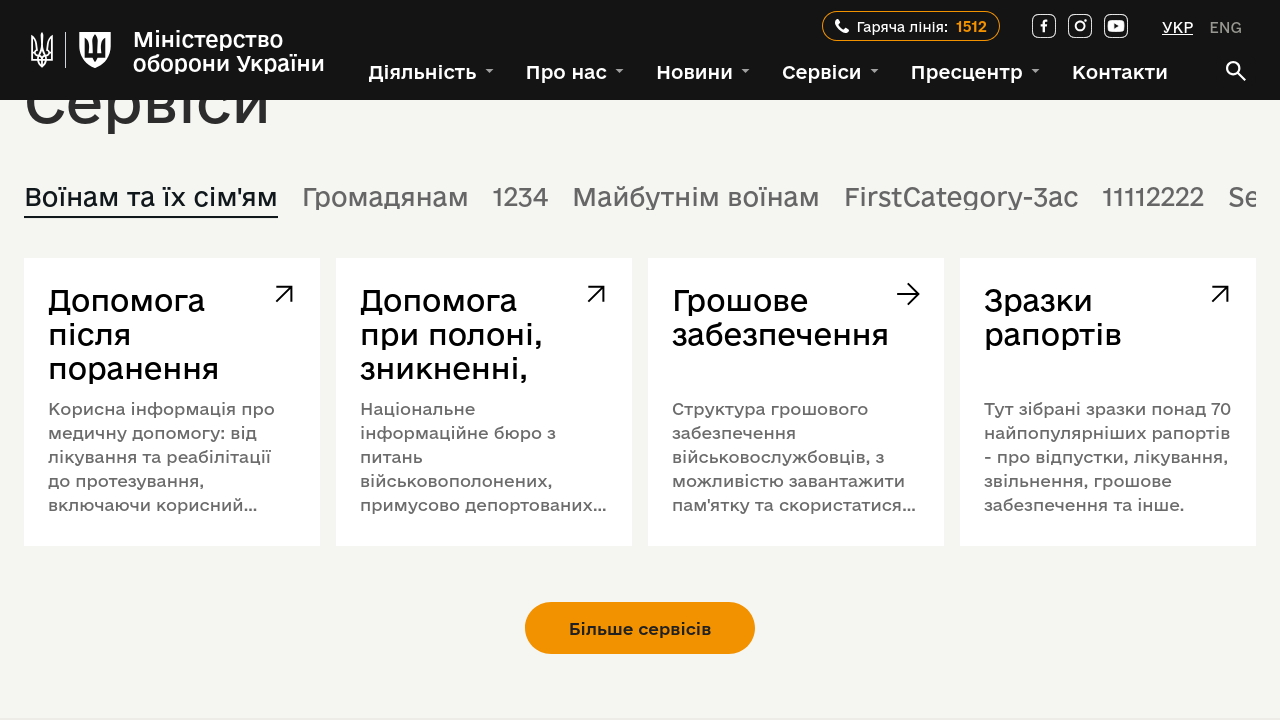 Міністерство
оборони України
Гаряча лінія: 1512
УКР ENG
Діяльність Про нас Новини Сервіси Пресцентр Контакти
Сервіси
Воїнам та їх сім'ям Громадянам 1234 Майбутнім воїнам FirstCategory-3ac 11112222 Se
Допомога
після
поранення
Корисна інформація про
медичну допомогу: від
лікування та реабілітації
до протезування,
включаючи корисний...
Допомога
при полоні,
зникненні,
Національне
інформаційне бюро з
питань
військовополонених,
примусово депортованих...
Грошове
забезпечення
Структура грошового
забезпечення
військовослужбовців, з
можливістю завантажити
пам'ятку та скористатися...
Зразки
рапортів
Тут зібрані зразки понад 70
найпопулярніших рапортів
- про відпустки, лікування,
звільнення, грошове
забезпечення та інше.
Більше сервісів